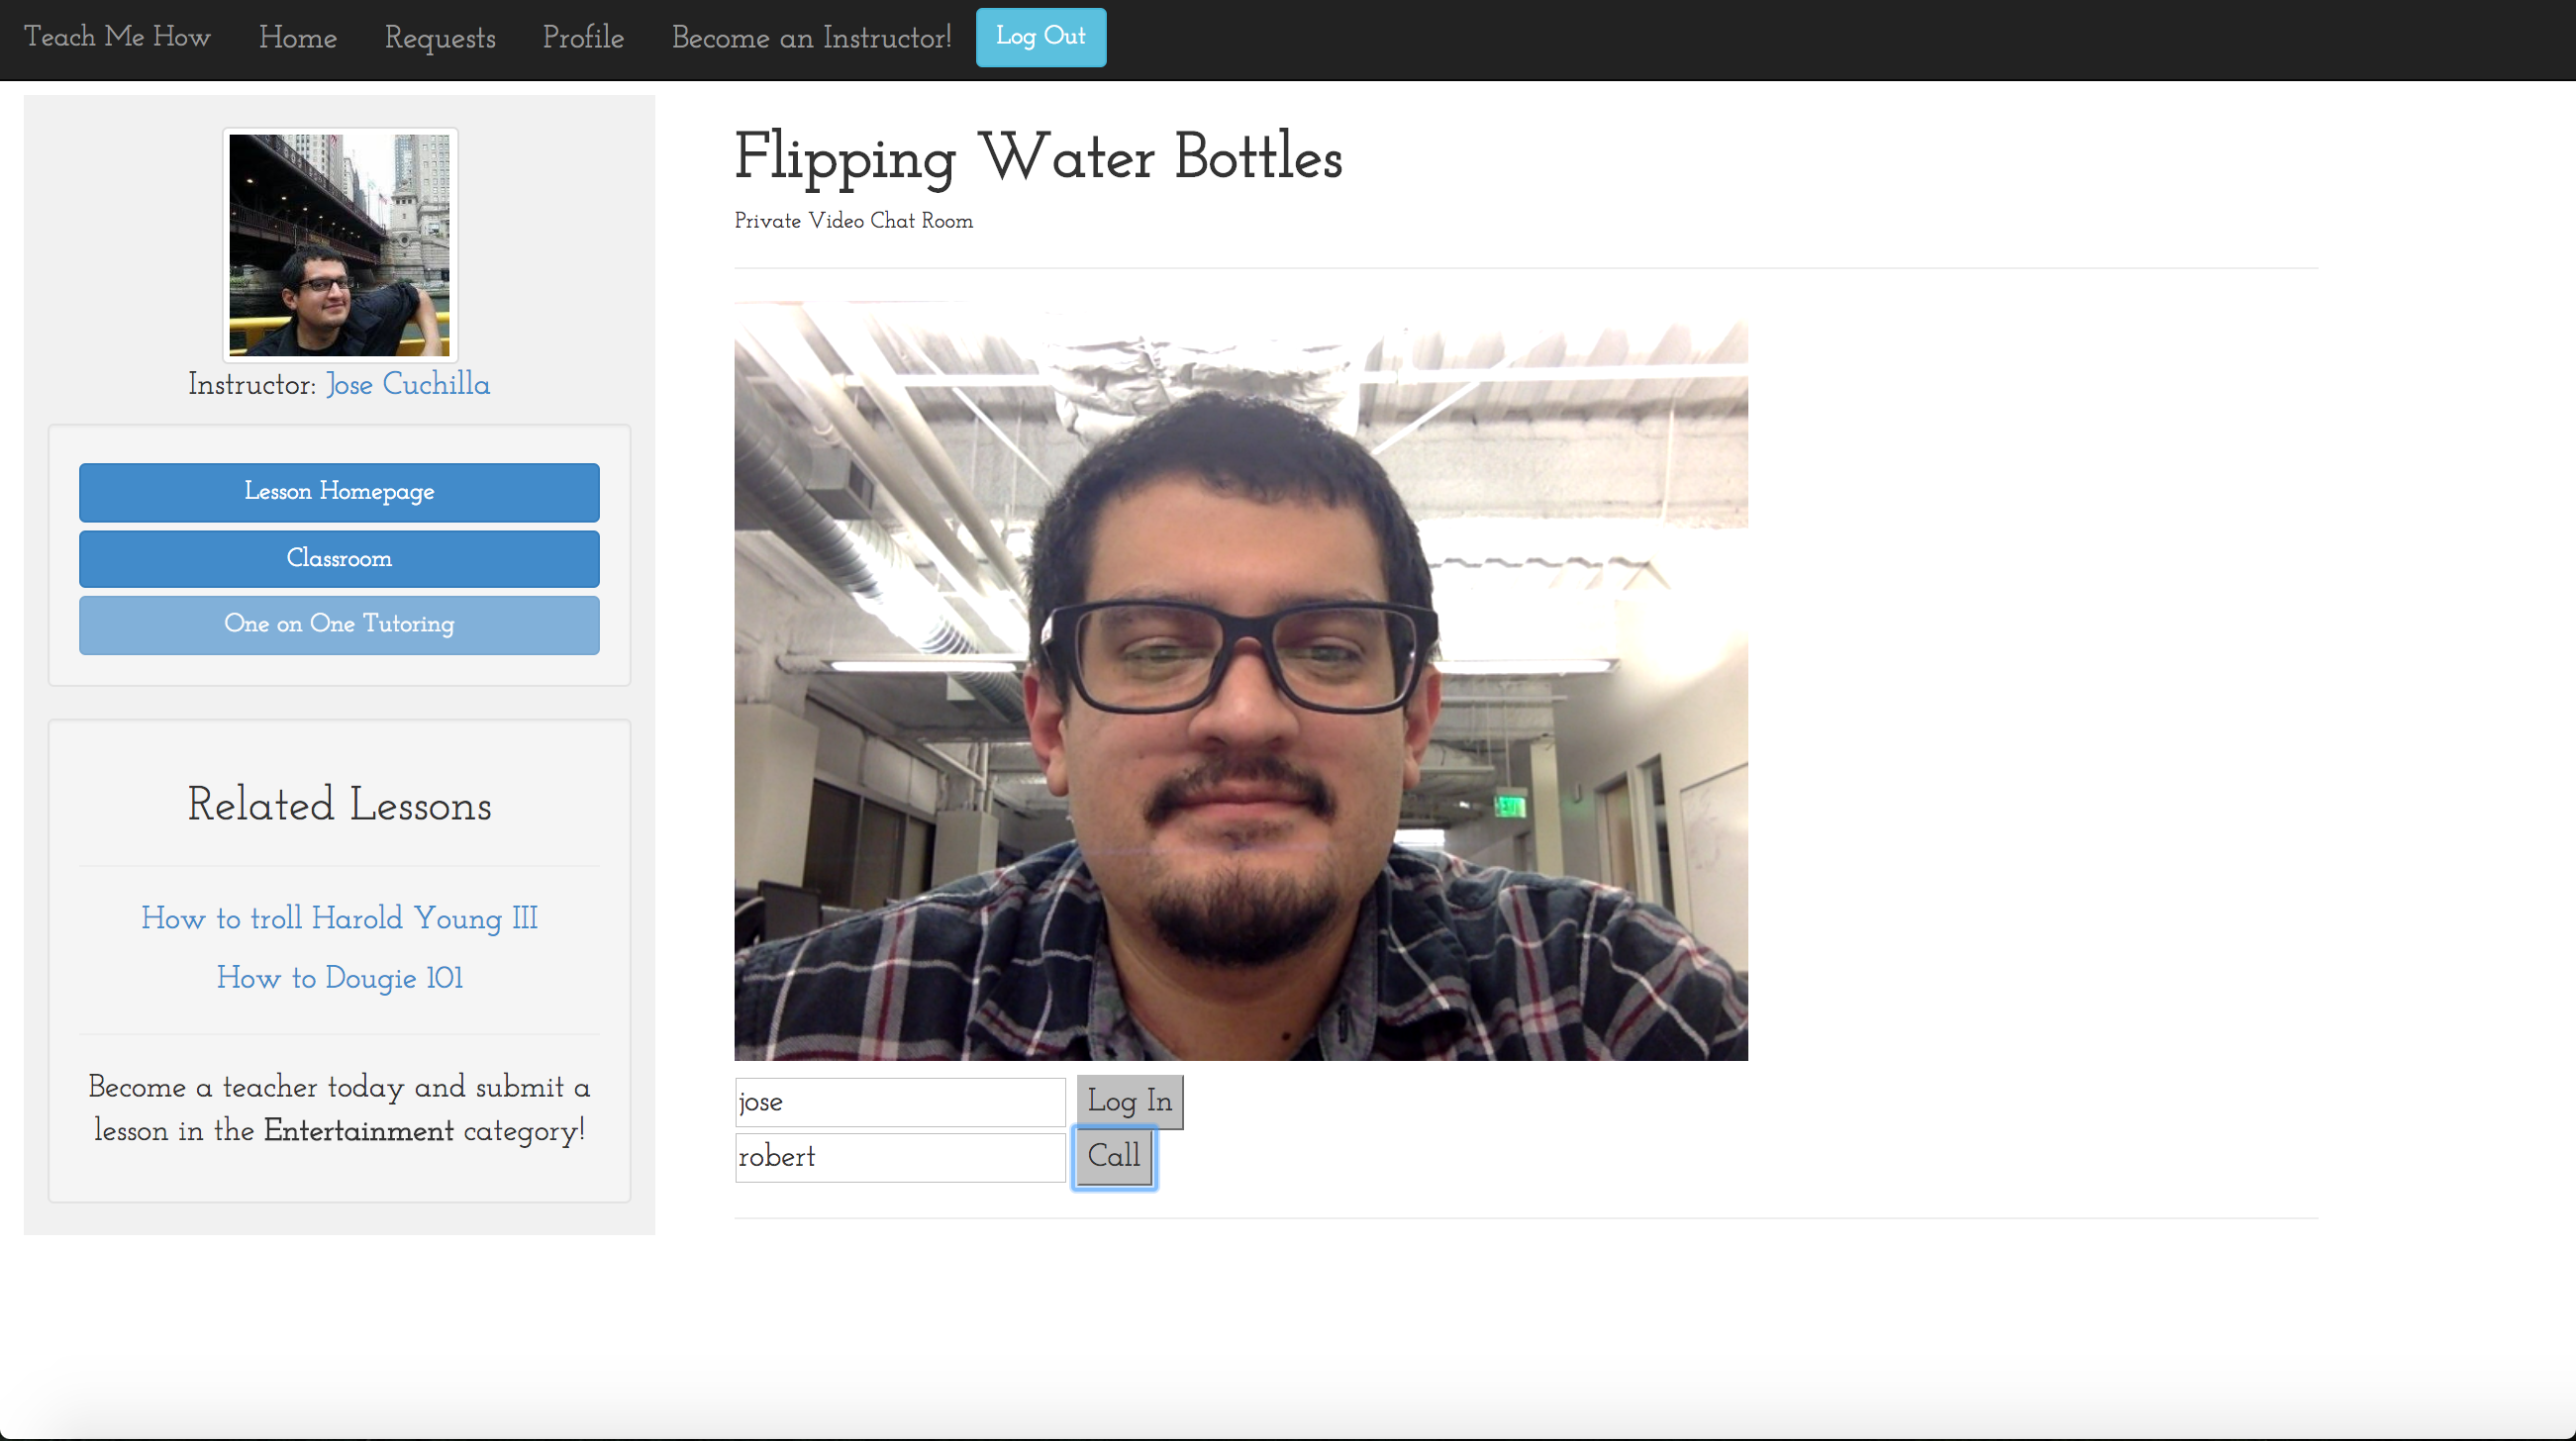 Teach Me How Home Requests Profile Become an Instructor! Log Out
Instructor: Jose Cuchilla
Lesson Homepage
Classroom
One on One Tutoring
Related Lessons
How to troll Harold Young III
How to Dougie 101
Become a teacher today and submit a
lesson in the Entertainment category!
Flipping Water Bottles
Private Video Chat Room
EXIT
jose Log In
robert Call